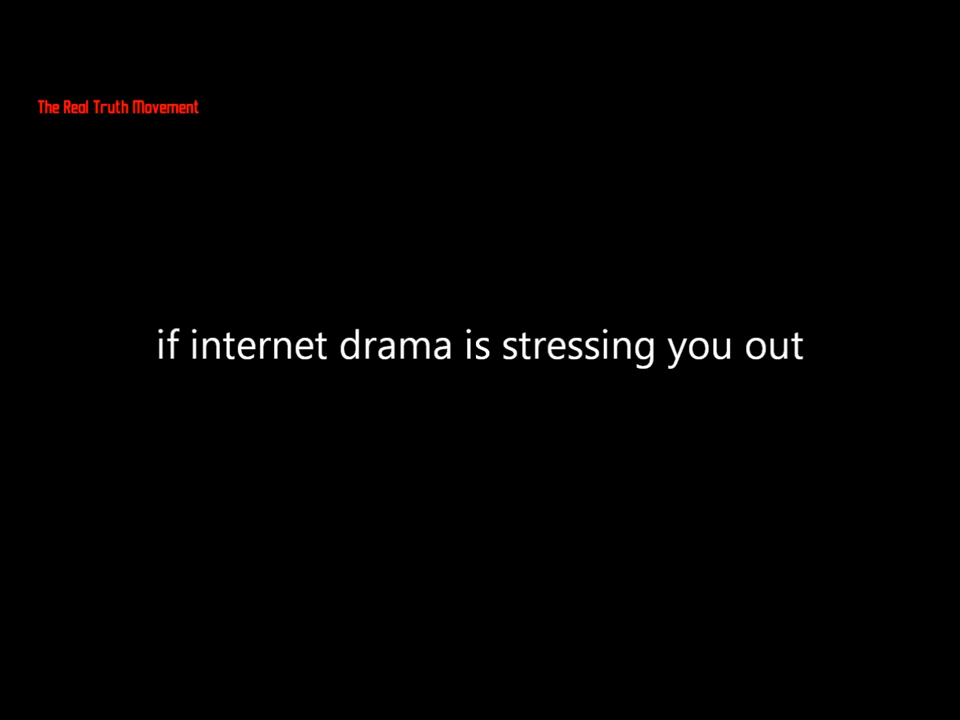 The Real Truth Movement
if internet drama is stressing you out